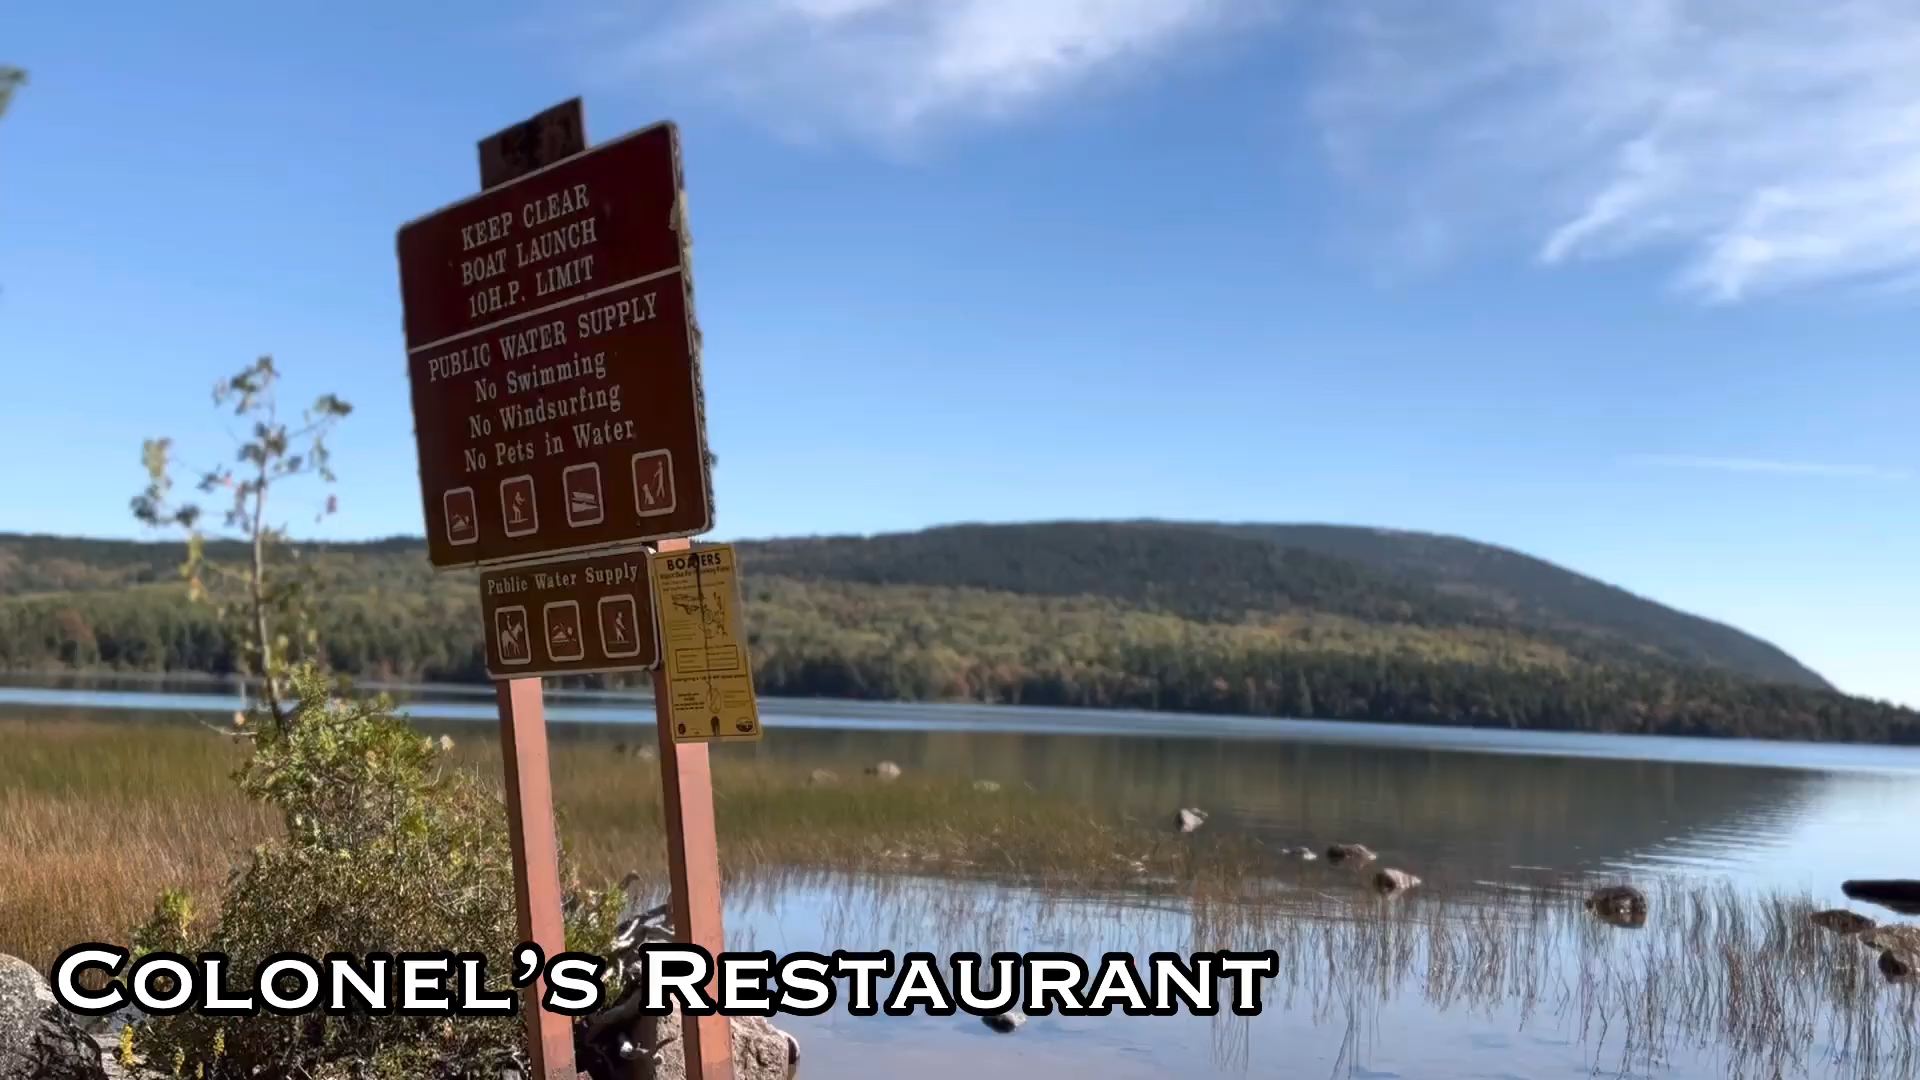 KEEP CLEAR
BOAT LAUNCH
10H.P. LIMIT
PUBLIC WATER SUPPLY
No Swimming
No Windsurfing
No Pets in Water
Public Water Supply
BOATERS
COLONEL'S RESTAURANT